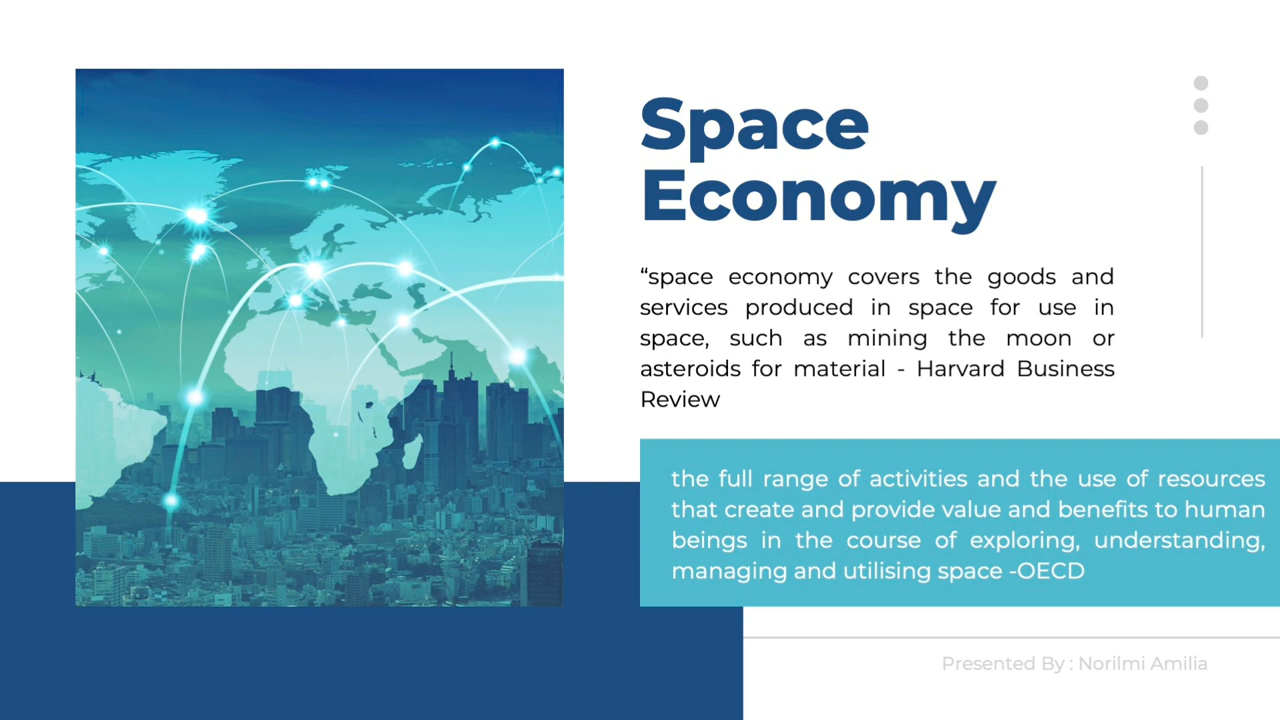 Space
Economy
“space economy covers the goods and
services produced in space for use in
space, such as mining the moon or
asteroids for material - Harvard Business
Review
the full range of activities and the use of resources
that create and provide value and benefits to human
beings in the course of exploring, understanding,
managing and utilising space -OECD
Presented By : Norilmi Amilia